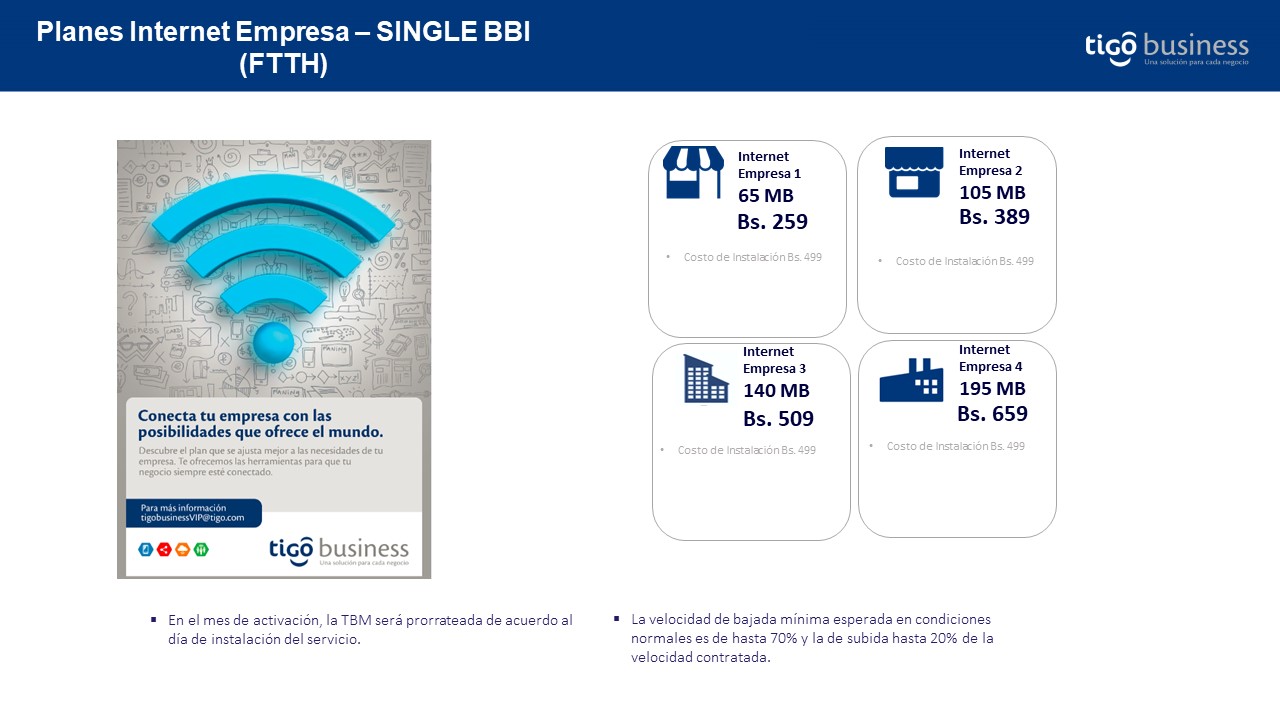 Planes Internet Empresa – SINGLE BBI
(FTTH)
tigo business
Una solución para cada negocio
Conecta tu empresa con las
posibilidades que ofrece el mundo.
Descubre el plan que se ajusta mejor a las necesidades de tu
empresa. Te ofrecemos las herramientas para que tu
negocio siempre esté conectado.
Para más información
tigobusinessVIP@tigo.com
tigo business
Una solución para cada negocio
Internet
Empresa 1
65 MB
Bs. 259
• Costo de Instalación Bs. 499
Internet
Empresa 2
105 MB
Bs. 389
• Costo de Instalación Bs. 499
Internet
Empresa 3
140 MB
Bs. 509
• Costo de Instalación Bs. 499
Internet
Empresa 4
195 MB
Bs. 659
• Costo de Instalación Bs. 499
▪ En el mes de activación, la TBM será prorrateada de acuerdo al
día de instalación del servicio.
▪ La velocidad de bajada mínima esperada en condiciones
normales es de hasta 70% y la de subida hasta 20% de la
velocidad contratada.